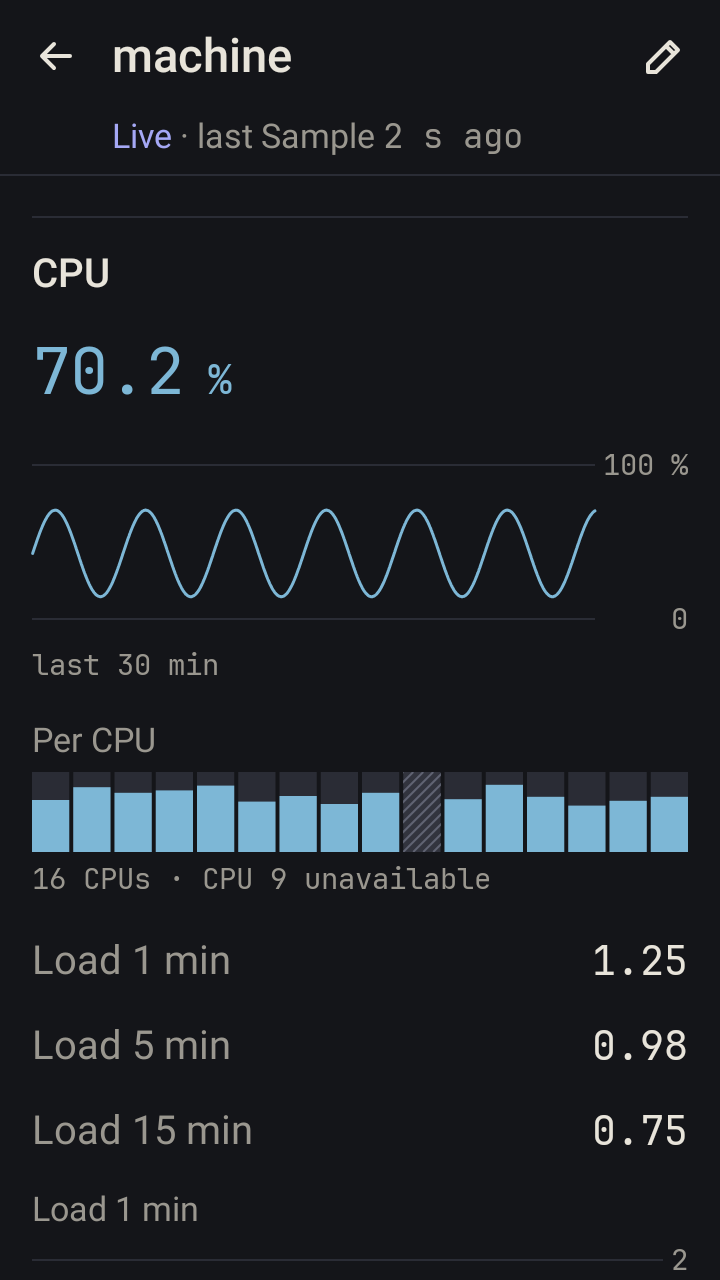 machine
Live · last Sample 2 s ago
CPU
70.2 %
100 %
0
last 30 min
Per CPU
16 CPUs · CPU 9 unavailable
Load 1 min 1.25
Load 5 min 0.98
Load 15 min 0.75
Load 1 min
2